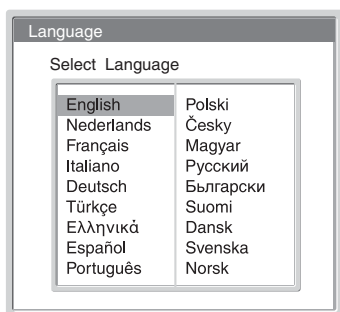 Language
Select Language
English
Nederlands
Français
Italiano
Deutsch
Türkçe
Ελληνικά
Español
Português
Polski
Česky
Magyar
Русский
Бьлгарски
Suomi
Dansk
Svenska
Norsk